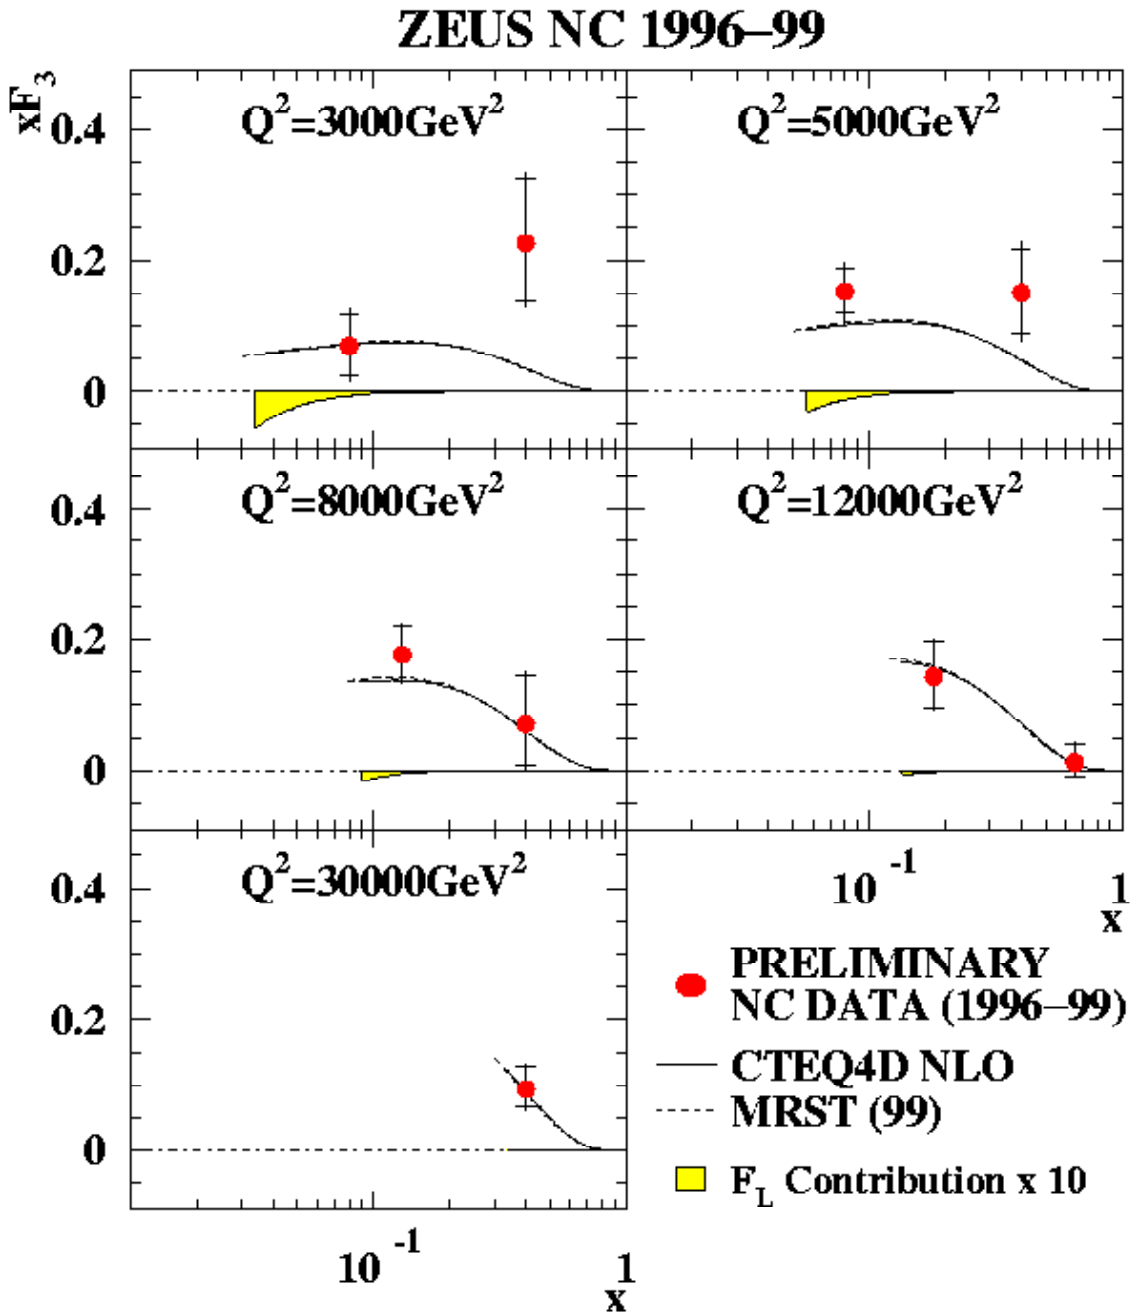 ZEUS NC 1996–99
xF₃
Q²=3000GeV²
Q²=5000GeV²
0.4
0.2
0
Q²=8000GeV²
Q²=12000GeV²
0.4
0.2
0
10⁻¹
1
x
Q²=30000GeV²
0.4
0.2
0
10⁻¹
1
x
PRELIMINARY
NC DATA (1996–99)
CTEQ4D NLO
MRST (99)
F_L Contribution x 10